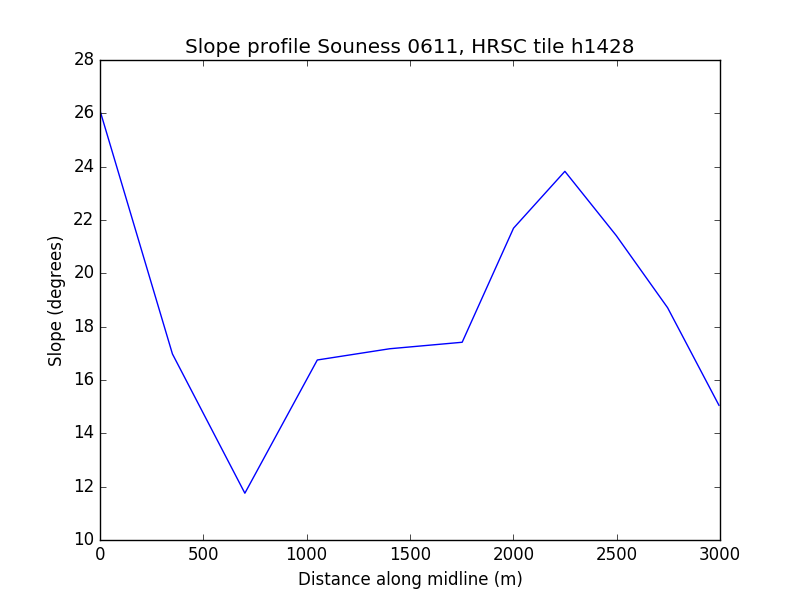 Slope profile Souness 0611, HRSC tile h1428
28
26
24
22
20
18
16
14
12
10
Slope (degrees)
0 500 1000 1500 2000 2500 3000
Distance along midline (m)